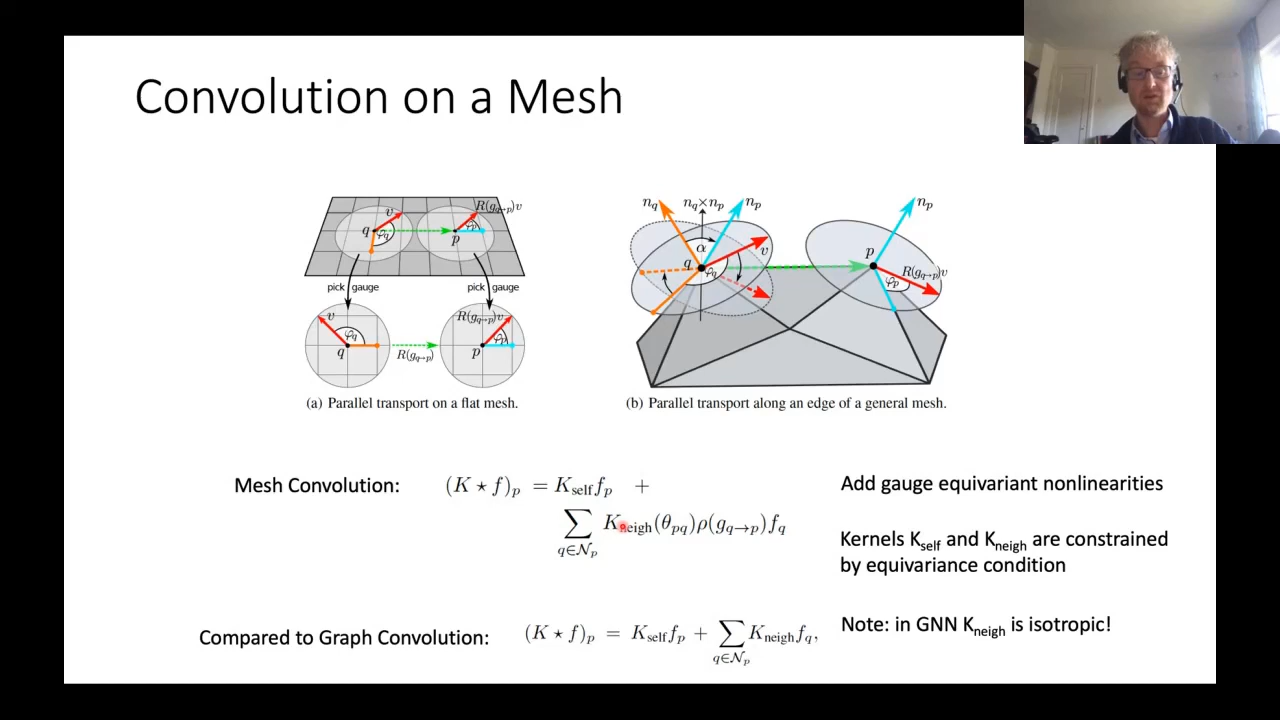 Convolution on a Mesh
v
R(g_{q→p})v
q
φ_q
p
φ_p
pick gauge
pick gauge
v
φ_q
q
R(g_{q→p})
R(g_{q→p})v
φ_p
p
(a) Parallel transport on a flat mesh.
n_q
n_q×n_p
n_p
α
v
q
φ_q
n_p
p
R(g_{q→p})v
φ_p
(b) Parallel transport along an edge of a general mesh.
Mesh Convolution: (K ⋆ f)_p = K_self f_p +
∑_{q∈𝒩_p} K_neigh(θ_{pq})ρ(g_{q→p})f_q
Add gauge equivariant nonlinearities
Kernels K_self and K_neigh are constrained
by equivariance condition
Compared to Graph Convolution: (K ⋆ f)_p = K_self f_p + ∑_{q∈𝒩_p} K_neigh f_q,
Note: in GNN K_neigh is isotropic!